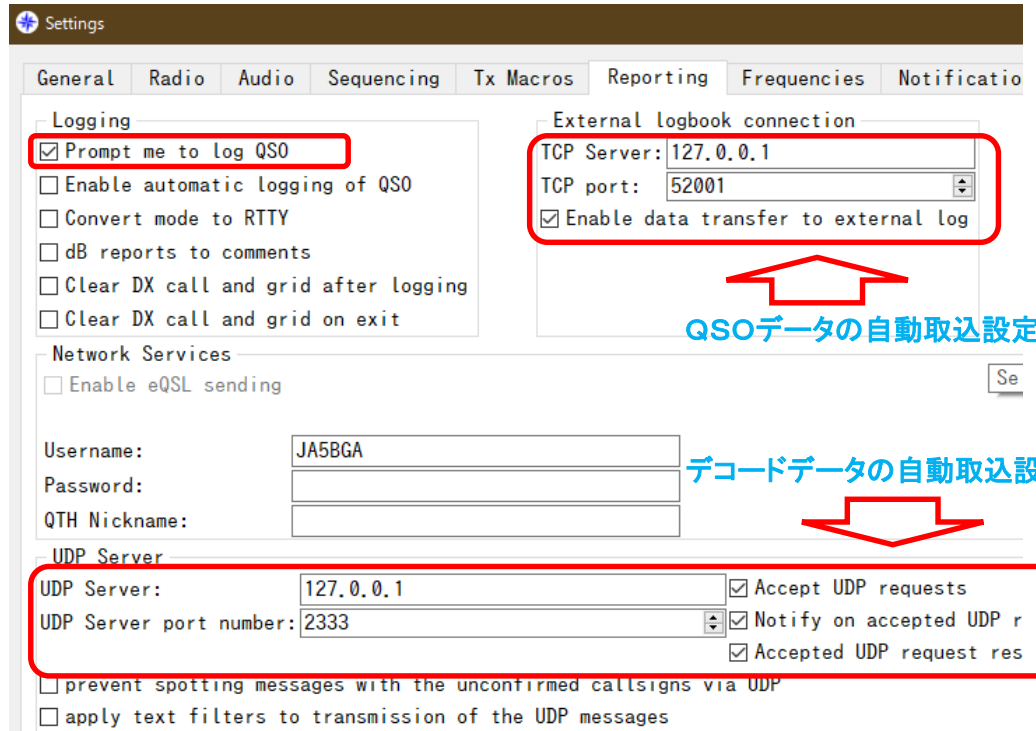 Settings
General Radio Audio Sequencing Tx Macros Reporting Frequencies Notificatio
Logging
Prompt me to log QSO
Enable automatic logging of QSO
Convert mode to RTTY
dB reports to comments
Clear DX call and grid after logging
Clear DX call and grid on exit
External logbook connection
TCP Server: 127.0.0.1
TCP port: 52001
Enable data transfer to external log
QSOデータの自動取込設定
Network Services
Enable eQSL sending
Se
Username: JA5BGA
Password:
QTH Nickname:
デコードデータの自動取込設
UDP Server
UDP Server: 127.0.0.1
Accept UDP requests
UDP Server port number: 2333
Notify on accepted UDP r
Accepted UDP request res
prevent spotting messages with the unconfirmed callsigns via UDP
apply text filters to transmission of the UDP messages